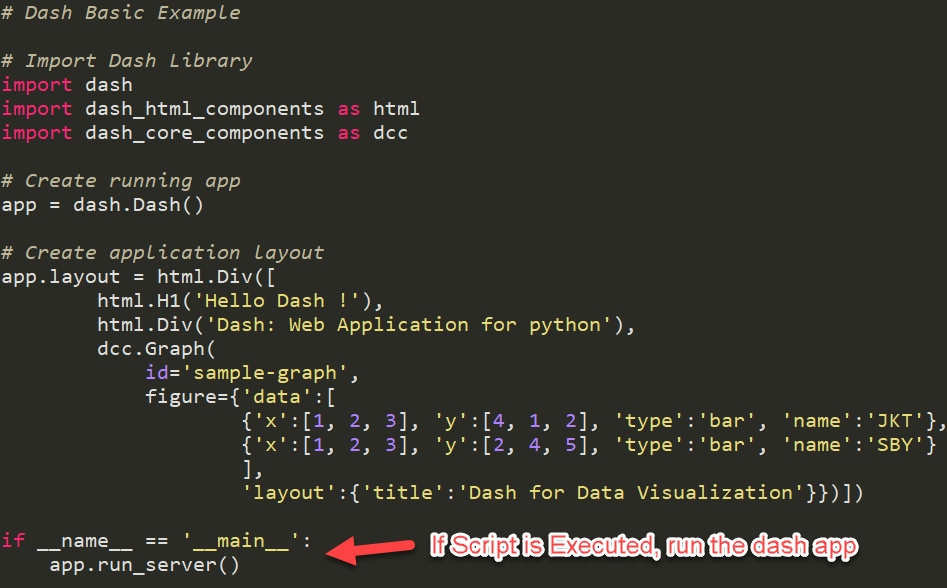 # Dash Basic Example
# Import Dash Library
import dash
import dash_html_components as html
import dash_core_components as dcc
# Create running app
app = dash.Dash()
# Create application layout
app.layout = html.Div([
        html.H1('Hello Dash !'),
        html.Div('Dash: Web Application for python'),
        dcc.Graph(
            id='sample-graph',
            figure={'data':[
                    {'x':[1, 2, 3], 'y':[4, 1, 2], 'type':'bar', 'name':'JKT'},
                    {'x':[1, 2, 3], 'y':[2, 4, 5], 'type':'bar', 'name':'SBY'}
                    ],
                    'layout':{'title':'Dash for Data Visualization'}})])
if __name__ == '__main__':
If Script is Executed, run the dash app
    app.run_server()